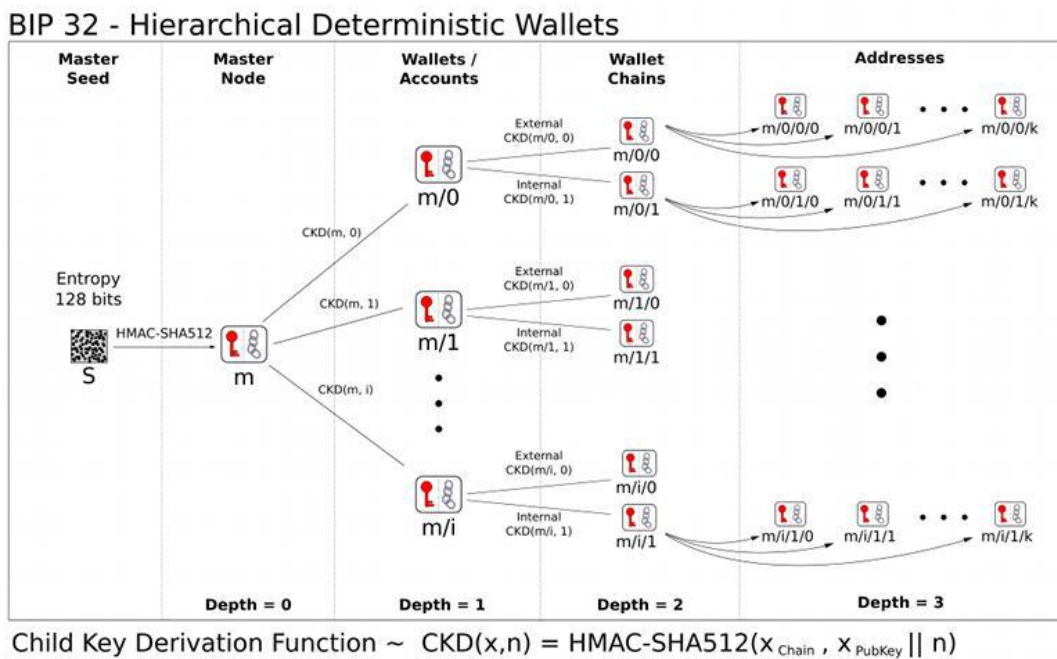 BIP 32 - Hierarchical Deterministic Wallets
Master
Seed
Master
Node
Wallets /
Accounts
Wallet
Chains
Addresses
Entropy
128 bits
S
HMAC-SHA512
m
CKD(m, 0)
CKD(m, 1)
CKD(m, i)
m/0
External
CKD(m/0, 0)
Internal
CKD(m/0, 1)
m/0/0
m/0/1
m/0/0/0
m/0/0/1
m/0/0/k
m/0/1/0
m/0/1/1
m/0/1/k
m/1
External
CKD(m/1, 0)
Internal
CKD(m/1, 1)
m/1/0
m/1/1
m/i
External
CKD(m/i, 0)
Internal
CKD(m/i, 1)
m/i/0
m/i/1
m/i/1/0
m/i/1/1
m/i/1/k
Depth = 0
Depth = 1
Depth = 2
Depth = 3
Child Key Derivation Function ~ CKD(x,n) = HMAC-SHA512(x Chain , x PubKey || n)